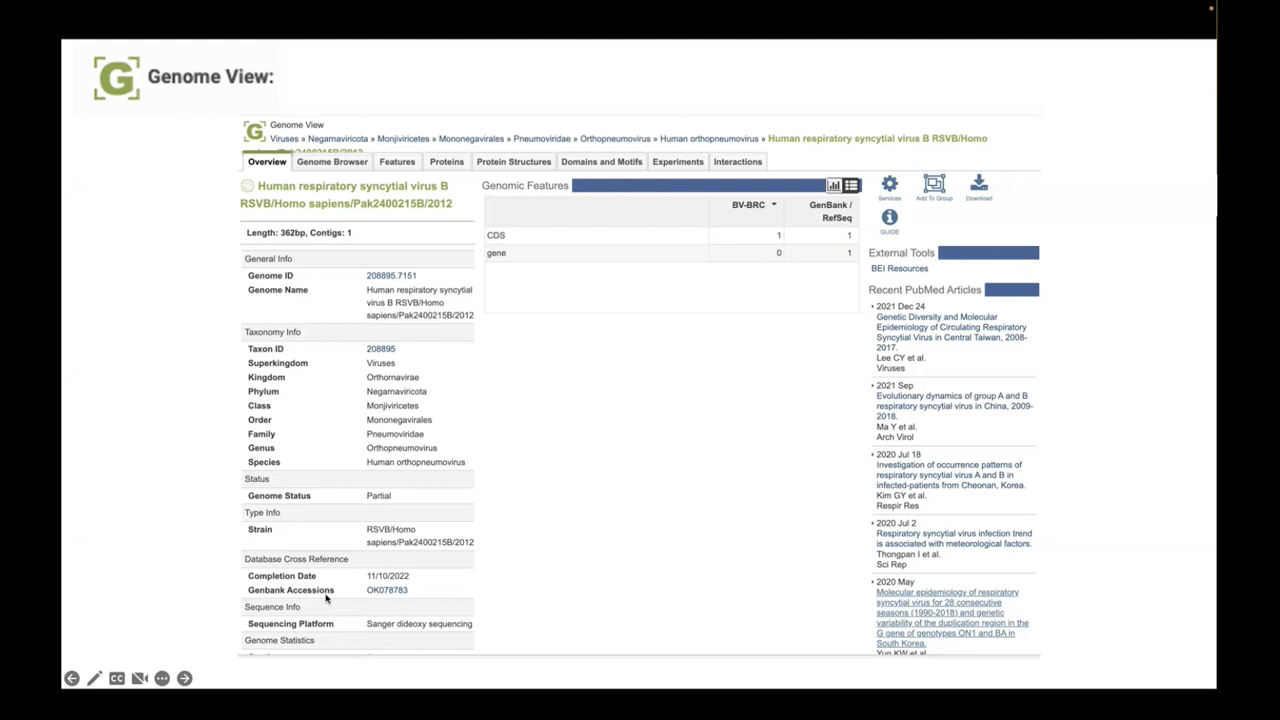 Genome View:
Genome View
Viruses » Negarnaviricota » Monjiviricetes » Mononegavirales » Pneumoviridae » Orthopneumovirus » Human orthopneumovirus » Human respiratory syncytial virus B RSVB/Homo
Overview Genome Browser Features Proteins Protein Structures Domains and Motifs Experiments Interactions
Human respiratory syncytial virus B
RSVB/Homo sapiens/Pak2400215B/2012
Length: 362bp, Contigs: 1
General Info
Genome ID 208895.7151
Genome Name Human respiratory syncytial
virus B RSVB/Homo
sapiens/Pak2400215B/2012
Taxonomy Info
Taxon ID 208895
Superkingdom Viruses
Kingdom Orthornavirae
Phylum Negarnaviricota
Class Monjiviricetes
Order Mononegavirales
Family Pneumoviridae
Genus Orthopneumovirus
Species Human orthopneumovirus
Status
Genome Status Partial
Type Info
Strain RSVB/Homo
sapiens/Pak2400215B/2012
Database Cross Reference
Completion Date 11/10/2022
Genbank Accessions OK078783
Sequence Info
Sequencing Platform Sanger dideoxy sequencing
Genome Statistics
Genomic Features
BV-BRC GenBank /
RefSeq
CDS 1 1
gene 0 1
Services Add To Group Download
GUIDE
External Tools
BEI Resources
Recent PubMed Articles
2021 Dec 24
Genetic Diversity and Molecular
Epidemiology of Circulating Respiratory
Syncytial Virus in Central Taiwan, 2008-
2017.
Lee CY et al.
Viruses
2021 Sep
Evolutionary dynamics of group A and B
respiratory syncytial virus in China, 2009-
2018.
Ma Y et al.
Arch Virol
2020 Jul 18
Investigation of occurrence patterns of
respiratory syncytial virus A and B in
infected-patients from Cheonan, Korea.
Kim GY et al.
Respir Res
2020 Jul 2
Respiratory syncytial virus infection trend
is associated with meteorological factors.
Thongpan I et al.
Sci Rep
2020 May
Molecular epidemiology of respiratory
syncytial virus for 28 consecutive
seasons (1990-2018) and genetic
variability of the duplication region in the
G gene of genotypes ON1 and BA in
South Korea.
Yun KW et al.